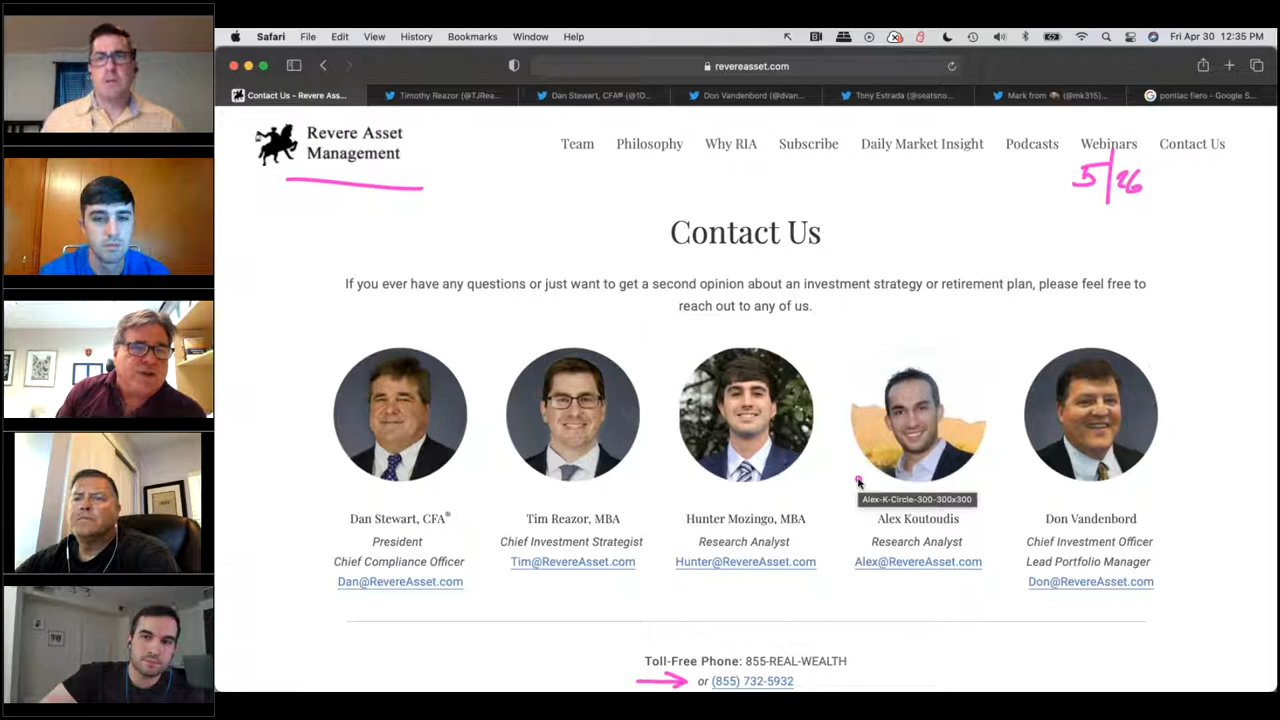 Safari File Edit View History Bookmarks Window Help Fri Apr 30 12:35 PM
revereasset.com
Contact Us - Revere Ass... Timothy Reazor (@TJRea... Dan Stewart, CFA® (@1D... Don Vandenbord (@dvan... Tony Estrada (@seatsno... Mark from (@mk315)... pontiac fiero - Google S...
Revere Asset
Management
Team Philosophy Why RIA Subscribe Daily Market Insight Podcasts Webinars Contact Us
5/26
Contact Us
If you ever have any questions or just want to get a second opinion about an investment strategy or retirement plan, please feel free to
reach out to any of us.
Alex-K-Circle-300-300x300
Dan Stewart, CFA® Tim Reazor, MBA Hunter Mozingo, MBA Alex Koutoudis Don Vandenbord
President Chief Investment Strategist Research Analyst Research Analyst Chief Investment Officer
Chief Compliance Officer Tim@RevereAsset.com Hunter@RevereAsset.com Alex@RevereAsset.com Lead Portfolio Manager
Dan@RevereAsset.com Don@RevereAsset.com
Toll-Free Phone: 855-REAL-WEALTH
or (855) 732-5932